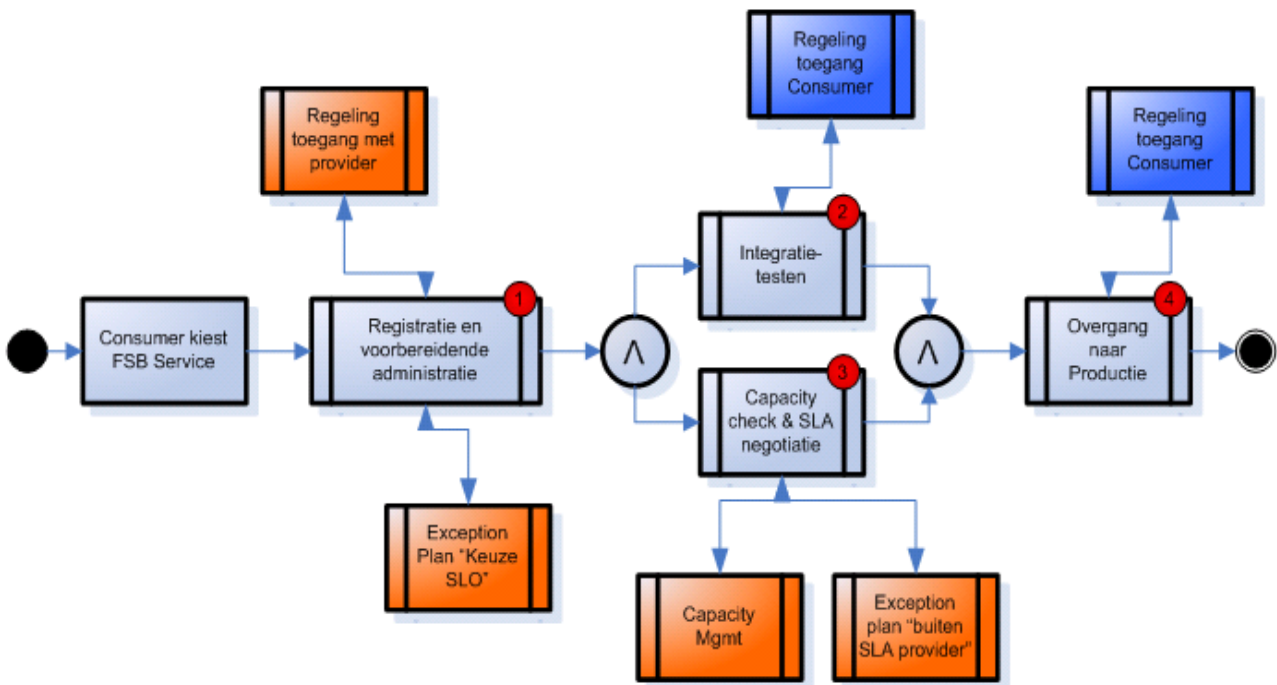 Regeling
toegang
Consumer
Regeling
toegang met
provider
Regeling
toegang
Consumer
2
Integratie-
testen
1
4
Consumer kiest
FSB Service
Registratie en
voorbereidende
administratie
Λ
Λ
Overgang
naar
Productie
3
Capacity
check & SLA
negotiatie
Exception
Plan "Keuze
SLO"
Capacity
Mgmt
Exception
plan "buiten
SLA provider"